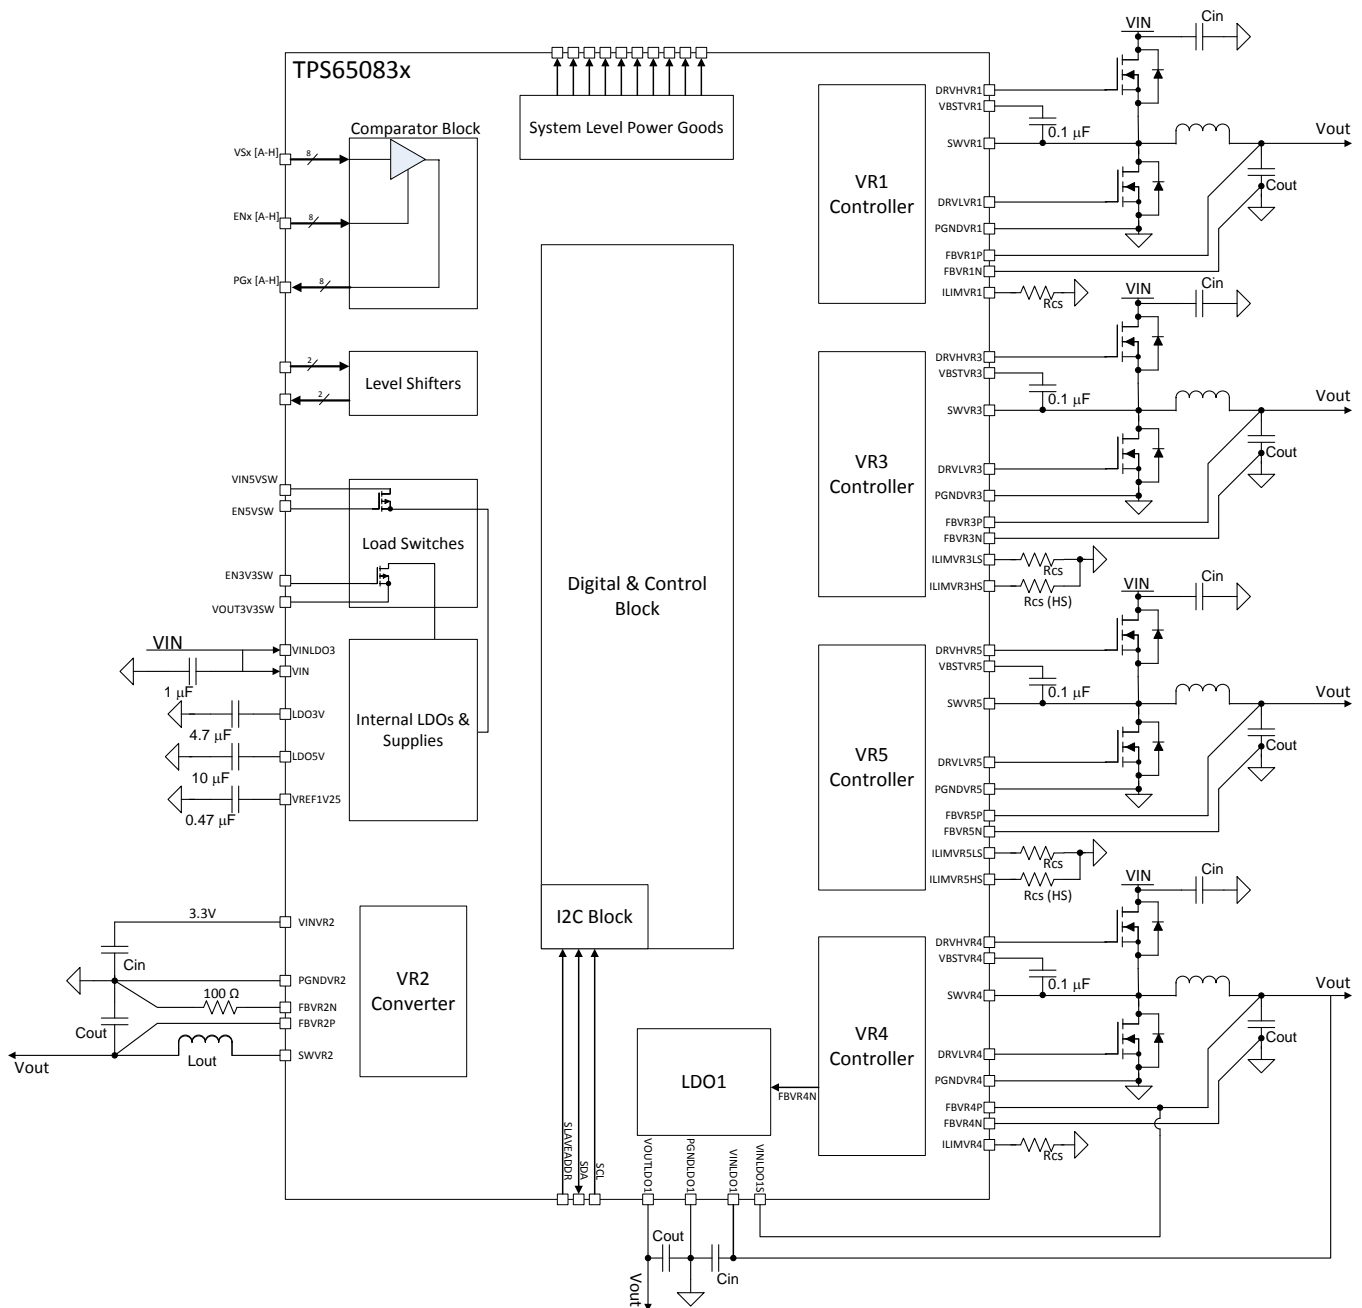 TPS65083x
System Level Power Goods
Comparator Block
VSx [A-H]
8
ENx [A-H]
8
PGx [A-H]
8
2
Level Shifters
2
VIN5VSW
EN5VSW
Load Switches
EN3V3SW
VOUT3V3SW
VIN
VINLDO3
VIN
1 μF
LDO3V
4.7 μF
LDO5V
10 μF
VREF1V25
0.47 μF
Internal LDOs &
Supplies
3.3V
VINVR2
Cin
PGNDVR2
100 Ω
FBVR2N
FBVR2P
Cout
SWVR2
Lout
Vout
VR2
Converter
Digital & Control
Block
I2C Block
SLAVEADDR
SDA
SCL
LDO1
FBVR4N
VOUTLDO1
PGNDLDO1
VINLDO1
VINLDO1S
Cout
Cin
Vout
VR1
Controller
DRVHVR1
VBSTVR1
SWVR1
DRVLVR1
PGNDVR1
FBVR1P
FBVR1N
ILIMVR1
VIN
Cin
0.1 μF
Vout
Cout
Rcs
VR3
Controller
DRVHVR3
VBSTVR3
SWVR3
DRVLVR3
PGNDVR3
FBVR3P
FBVR3N
ILIMVR3LS
ILIMVR3HS
VIN
Cin
0.1 μF
Vout
Cout
Rcs
Rcs (HS)
VR5
Controller
DRVHVR5
VBSTVR5
SWVR5
DRVLVR5
PGNDVR5
FBVR5P
FBVR5N
ILIMVR5LS
ILIMVR5HS
VIN
Cin
0.1 μF
Vout
Cout
Rcs
Rcs (HS)
VR4
Controller
DRVHVR4
VBSTVR4
SWVR4
DRVLVR4
PGNDVR4
FBVR4P
FBVR4N
ILIMVR4
VIN
Cin
0.1 μF
Vout
Cout
Rcs